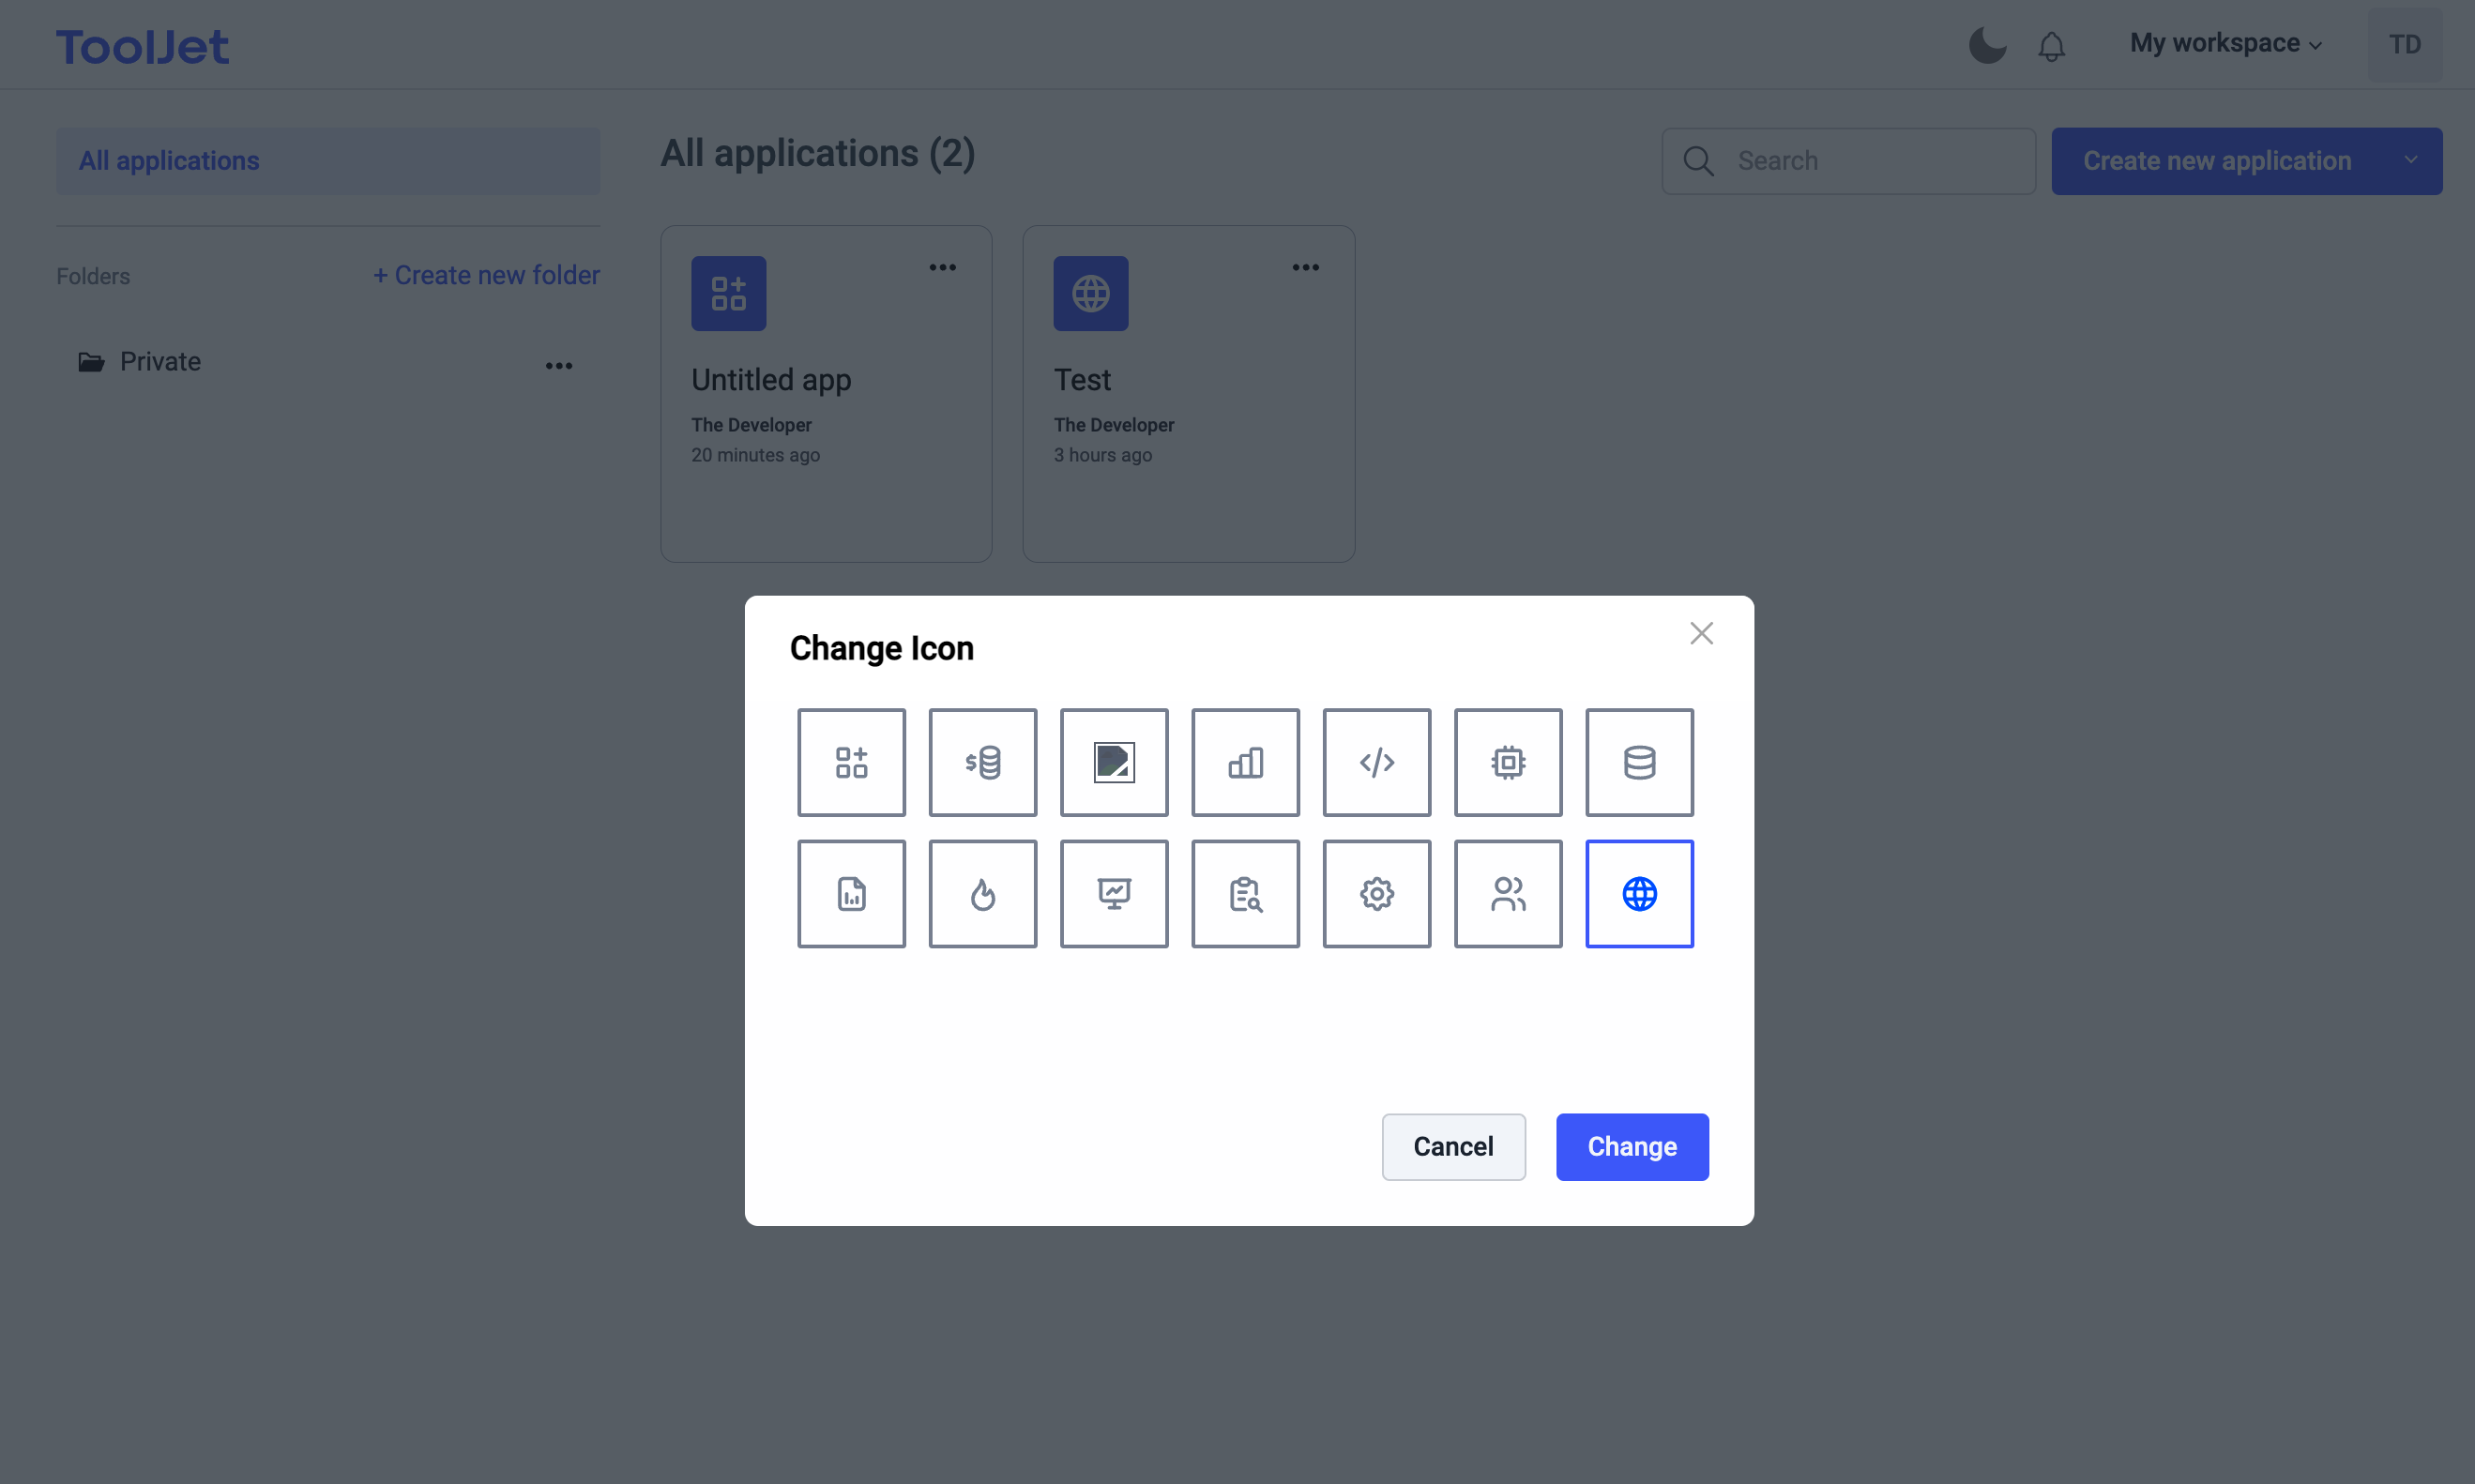 ToolJet
My workspace
TD
All applications
All applications (2)
Search
Create new application
Folders
+ Create new folder
Private
Untitled app
The Developer
20 minutes ago
Test
The Developer
3 hours ago
Change Icon
Cancel
Change